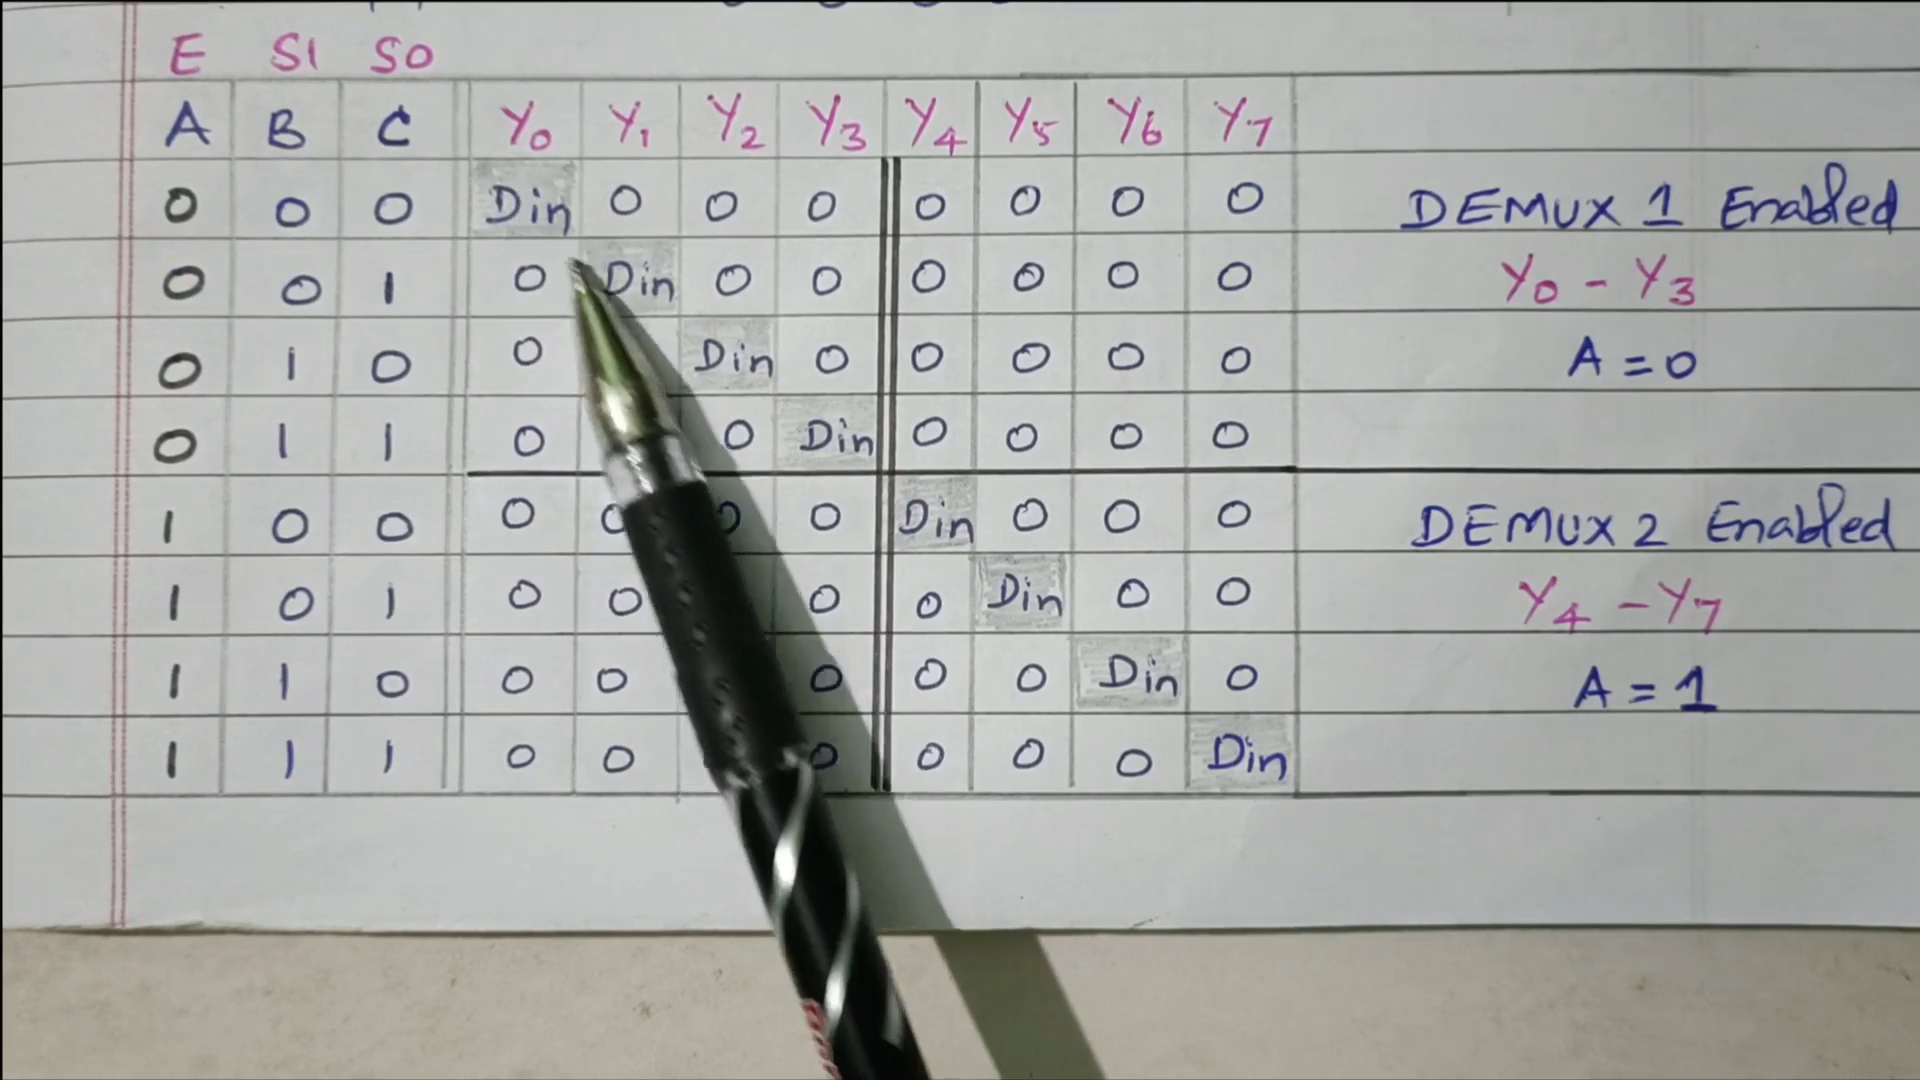 E S1 S0
A B C Y0 Y1 Y2 Y3 Y4 Y5 Y6 Y7
0 0 0 Din 0 0 0 0 0 0 0 DEMUX 1 Enabled
0 0 1 0 Din 0 0 0 0 0 0 Y0 - Y3
0 1 0 0 Din 0 0 0 0 0 A = 0
0 1 1 0 0 Din 0 0 0 0
1 0 0 0 0 0 0 Din 0 0 0 DEMUX 2 Enabled
1 0 1 0 0 0 0 Din 0 0 Y4 - Y7
1 1 0 0 0 0 0 0 Din 0 A = 1
1 1 1 0 0 0 0 0 0 Din